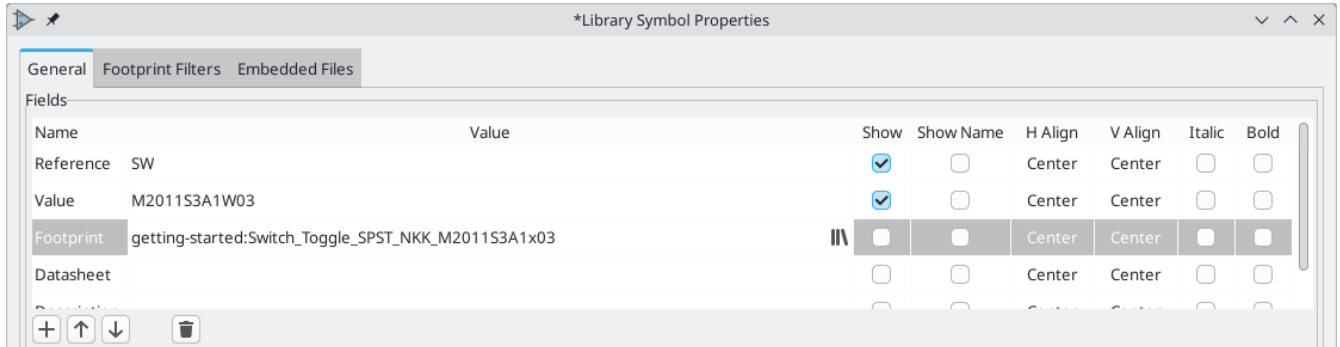 *Library Symbol Properties
General Footprint Filters Embedded Files
Fields
Name Value Show Show Name H Align V Align Italic Bold
Reference SW Center Center
Value M2011S3A1W03 Center Center
Footprint getting-started:Switch_Toggle_SPST_NKK_M2011S3A1x03 Center Center
Datasheet Center Center